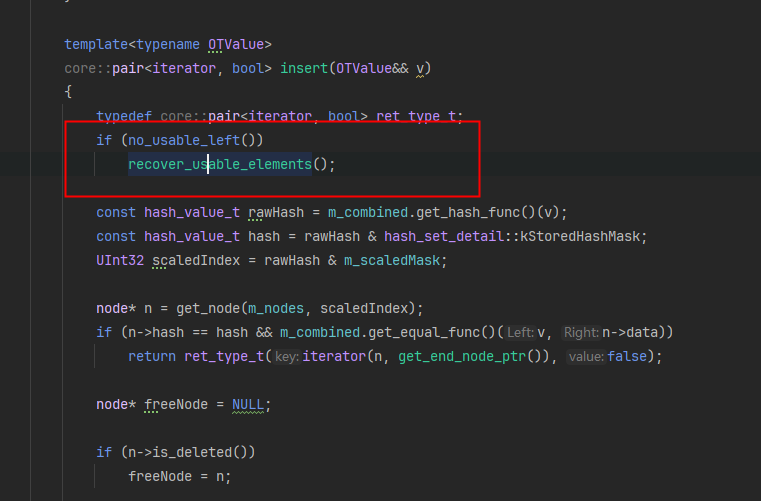 template<typename OTValue>
core::pair<iterator, bool> insert(OTValue&& v)
{
typedef core::pair<iterator, bool> ret_type_t;
if (no_usable_left())
recover_usable_elements();
const hash_value_t rawHash = m_combined.get_hash_func()(v);
const hash_value_t hash = rawHash & hash_set_detail::kStoredHashMask;
UInt32 scaledIndex = rawHash & m_scaledMask;
node* n = get_node(m_nodes, scaledIndex);
if (n->hash == hash && m_combined.get_equal_func()(Left: v, Right: n->data))
return ret_type_t(key: iterator(n, get_end_node_ptr()), value: false);
node* freeNode = NULL;
if (n->is_deleted())
freeNode = n;